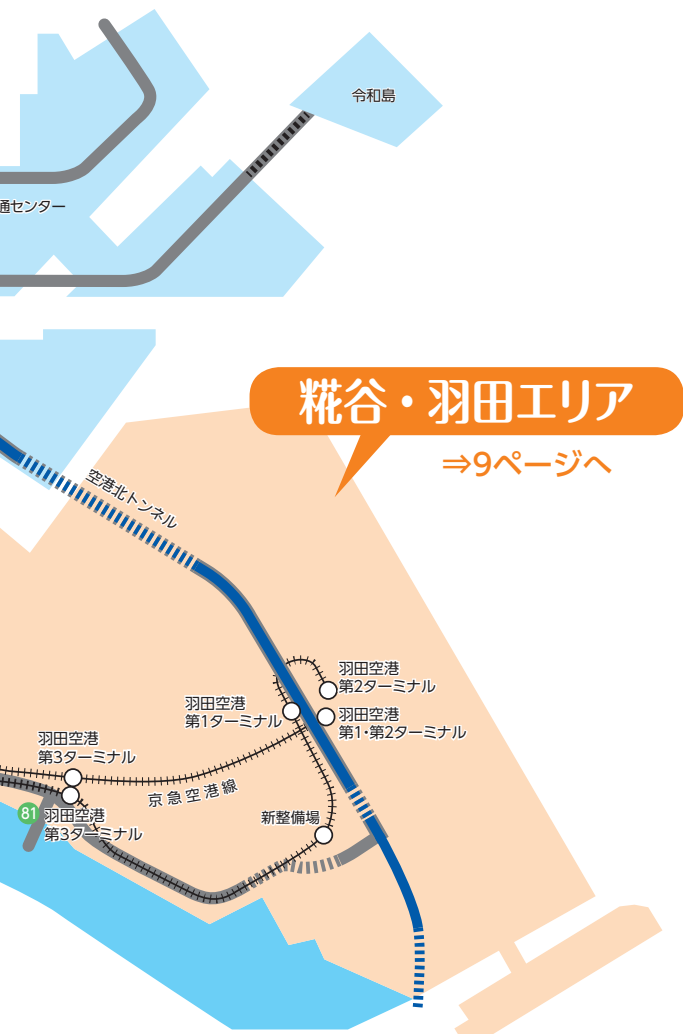 令和島
通センター
糀谷・羽田エリア
⇒9ページへ
空港北トンネル
羽田空港
第2ターミナル
羽田空港
第1ターミナル
羽田空港
第1・第2ターミナル
羽田空港
第3ターミナル
京急空港線
81
羽田空港
第3ターミナル
新整備場